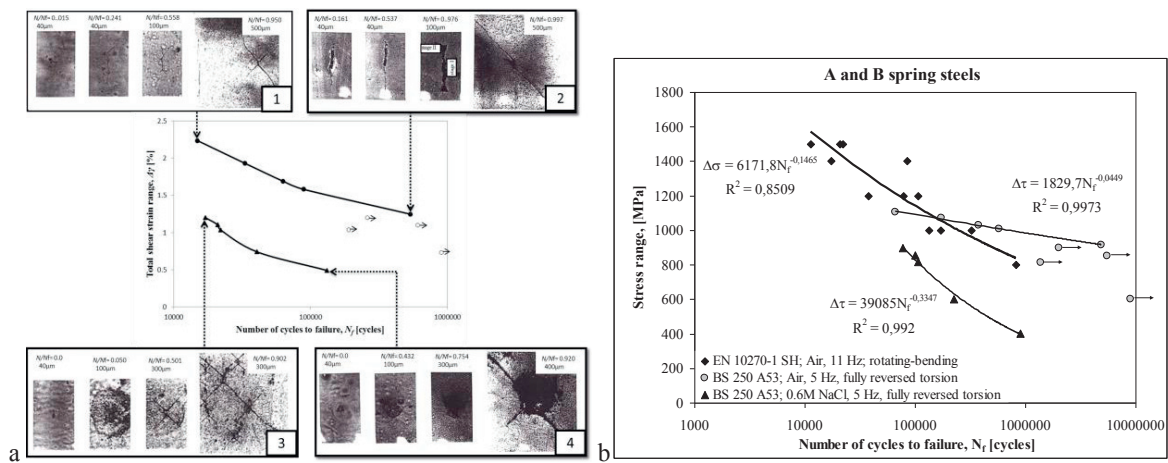 N/Nf=0..015
40μm
N/Nf=0.241
40μm
N/Nf=0.558
100μm
N/Nf=0.950
500μm
1
N/Nf=0.161
40μm
N/Nf=0.537
40μm
N/Nf=0..976
100μm
N/Nf=0.997
500μm
2
Total shear strain range, Δγ [%]
2.5
2
1.5
1
0.5
0
10000
100000
1000000
Number of cycles to failure, Nf [cycles]
N/Nf=0.0
40μm
N/Nf=0.050
100μm
N/Nf=0.501
300μm
N/Nf=0.902
300μm
3
N/Nf=0.0
40μm
N/Nf=0.432
100μm
N/Nf=0.754
300μm
N/Nf=0.920
400μm
4
a
A and B spring steels
Stress range, [MPa]
1800
1600
1400
1200
1000
800
600
400
200
0
Δσ = 6171,8Nf^-0,1465
R² = 0,8509
Δτ = 1829,7Nf^-0,0449
R² = 0,9973
Δτ = 39085Nf^-0,3347
R² = 0,992
EN 10270-1 SH; Air, 11 Hz; rotating-bending
BS 250 A53; Air, 5 Hz, fully reversed torsion
BS 250 A53; 0.6M NaCl, 5 Hz, fully reversed torsion
1000
10000
100000
1000000
10000000
Number of cycles to failure, Nf [cycles]
b